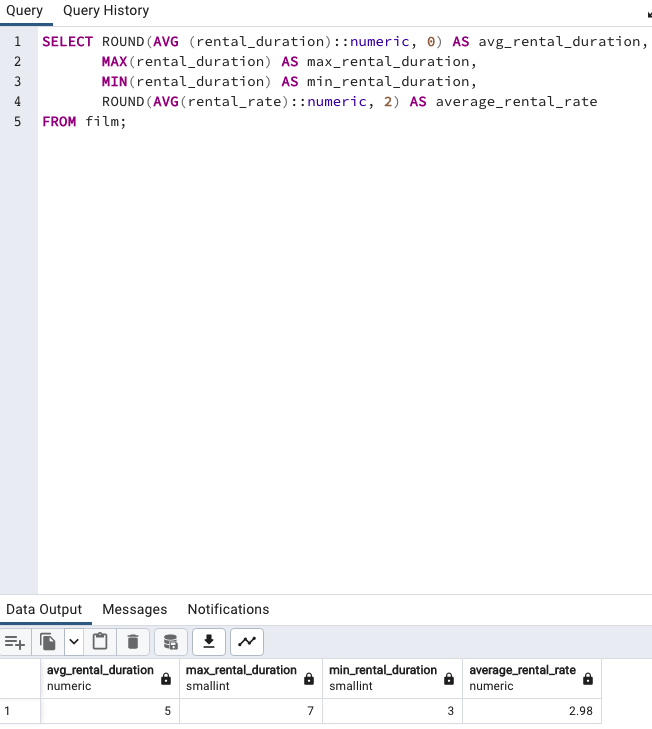 Query Query History
1 SELECT ROUND(AVG (rental_duration)::numeric, 0) AS avg_rental_duration,
2 MAX(rental_duration) AS max_rental_duration,
3 MIN(rental_duration) AS min_rental_duration,
4 ROUND(AVG(rental_rate)::numeric, 2) AS average_rental_rate
5 FROM film;
Data Output Messages Notifications
avg_rental_duration max_rental_duration min_rental_duration average_rental_rate
numeric smallint smallint numeric
1 5 7 3 2.98